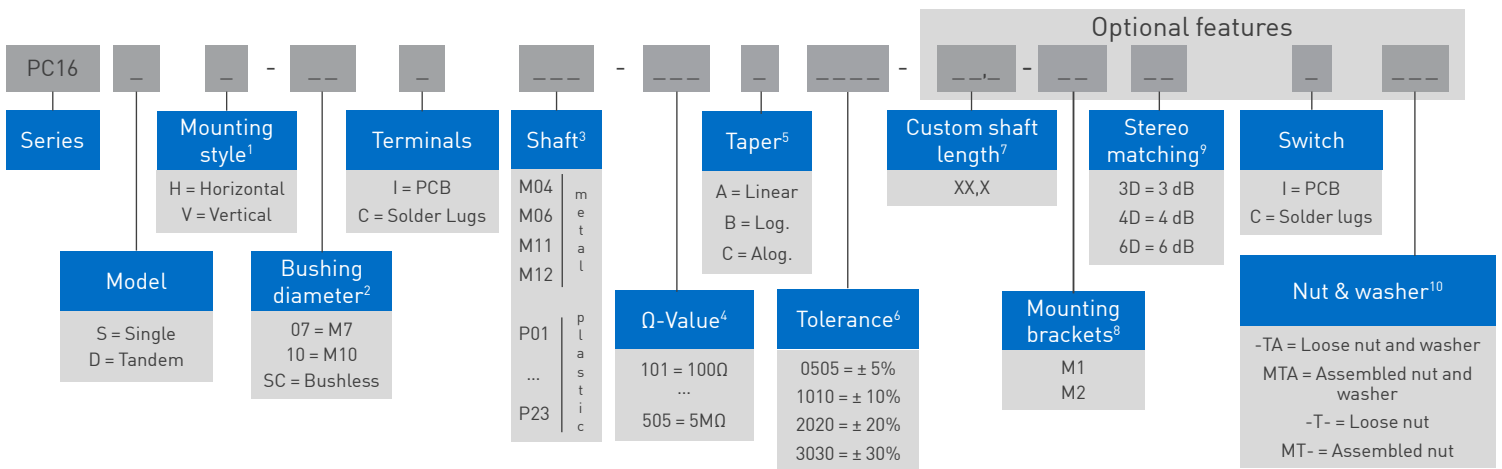 Optional features
PC16 _ _ - _ _ _ _ _ _ - _ _ _ _ _ _ _ _ - _ _,_ - _ _ _ _ _ _ _ _
Series
Model
S = Single
D = Tandem
Mounting
style1
H = Horizontal
V = Vertical
Bushing
diameter2
07 = M7
10 = M10
SC = Bushless
Terminals
I = PCB
C = Solder Lugs
Shaft3
M04
M06
M11
M12
metal
P01
...
P23
plastic
Ω-Value4
101 = 100Ω
...
505 = 5MΩ
Taper5
A = Linear
B = Log.
C = Alog.
Tolerance6
0505 = ± 5%
1010 = ± 10%
2020 = ± 20%
3030 = ± 30%
Custom shaft
length7
XX,X
Mounting
brackets8
M1
M2
Stereo
matching9
3D = 3 dB
4D = 4 dB
6D = 6 dB
Switch
I = PCB
C = Solder lugs
Nut & washer10
-TA = Loose nut and washer
MTA = Assembled nut and
washer
-T- = Loose nut
MT- = Assembled nut